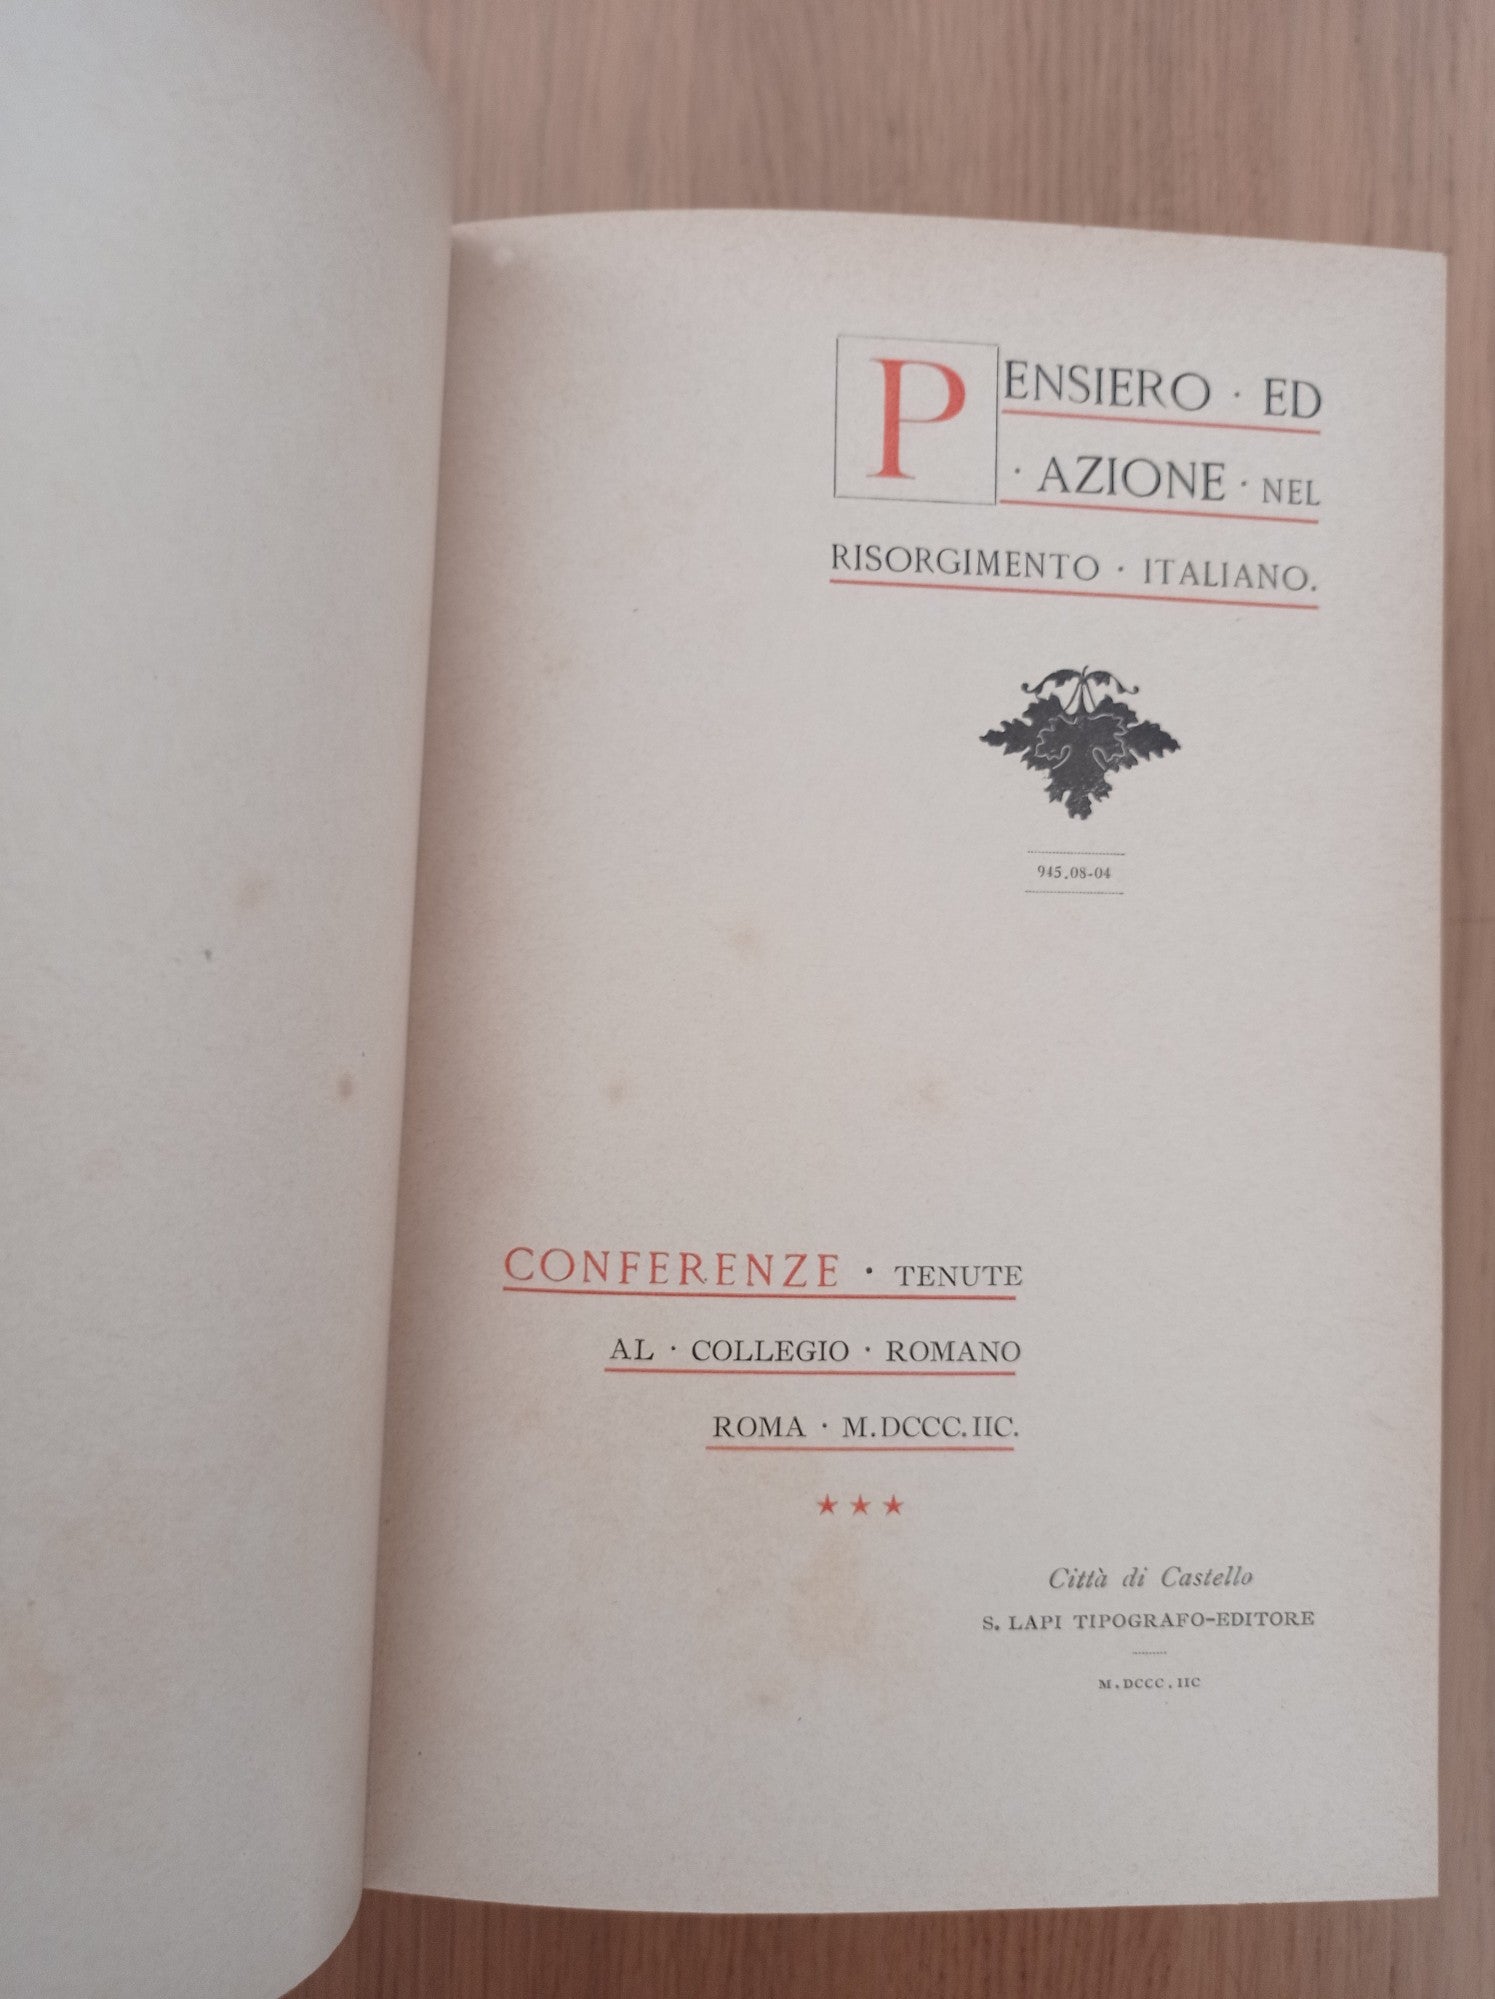 PENSIERO · ED
· AZIONE · NEL
RISORGIMENTO · ITALIANO.
945.08-04
CONFERENZE · TENUTE
AL · COLLEGIO · ROMANO
ROMA · M.DCCC.IIC.
★ ★ ★
Città di Castello
S. LAPI TIPOGRAFO-EDITORE
M.DCCC.IIC